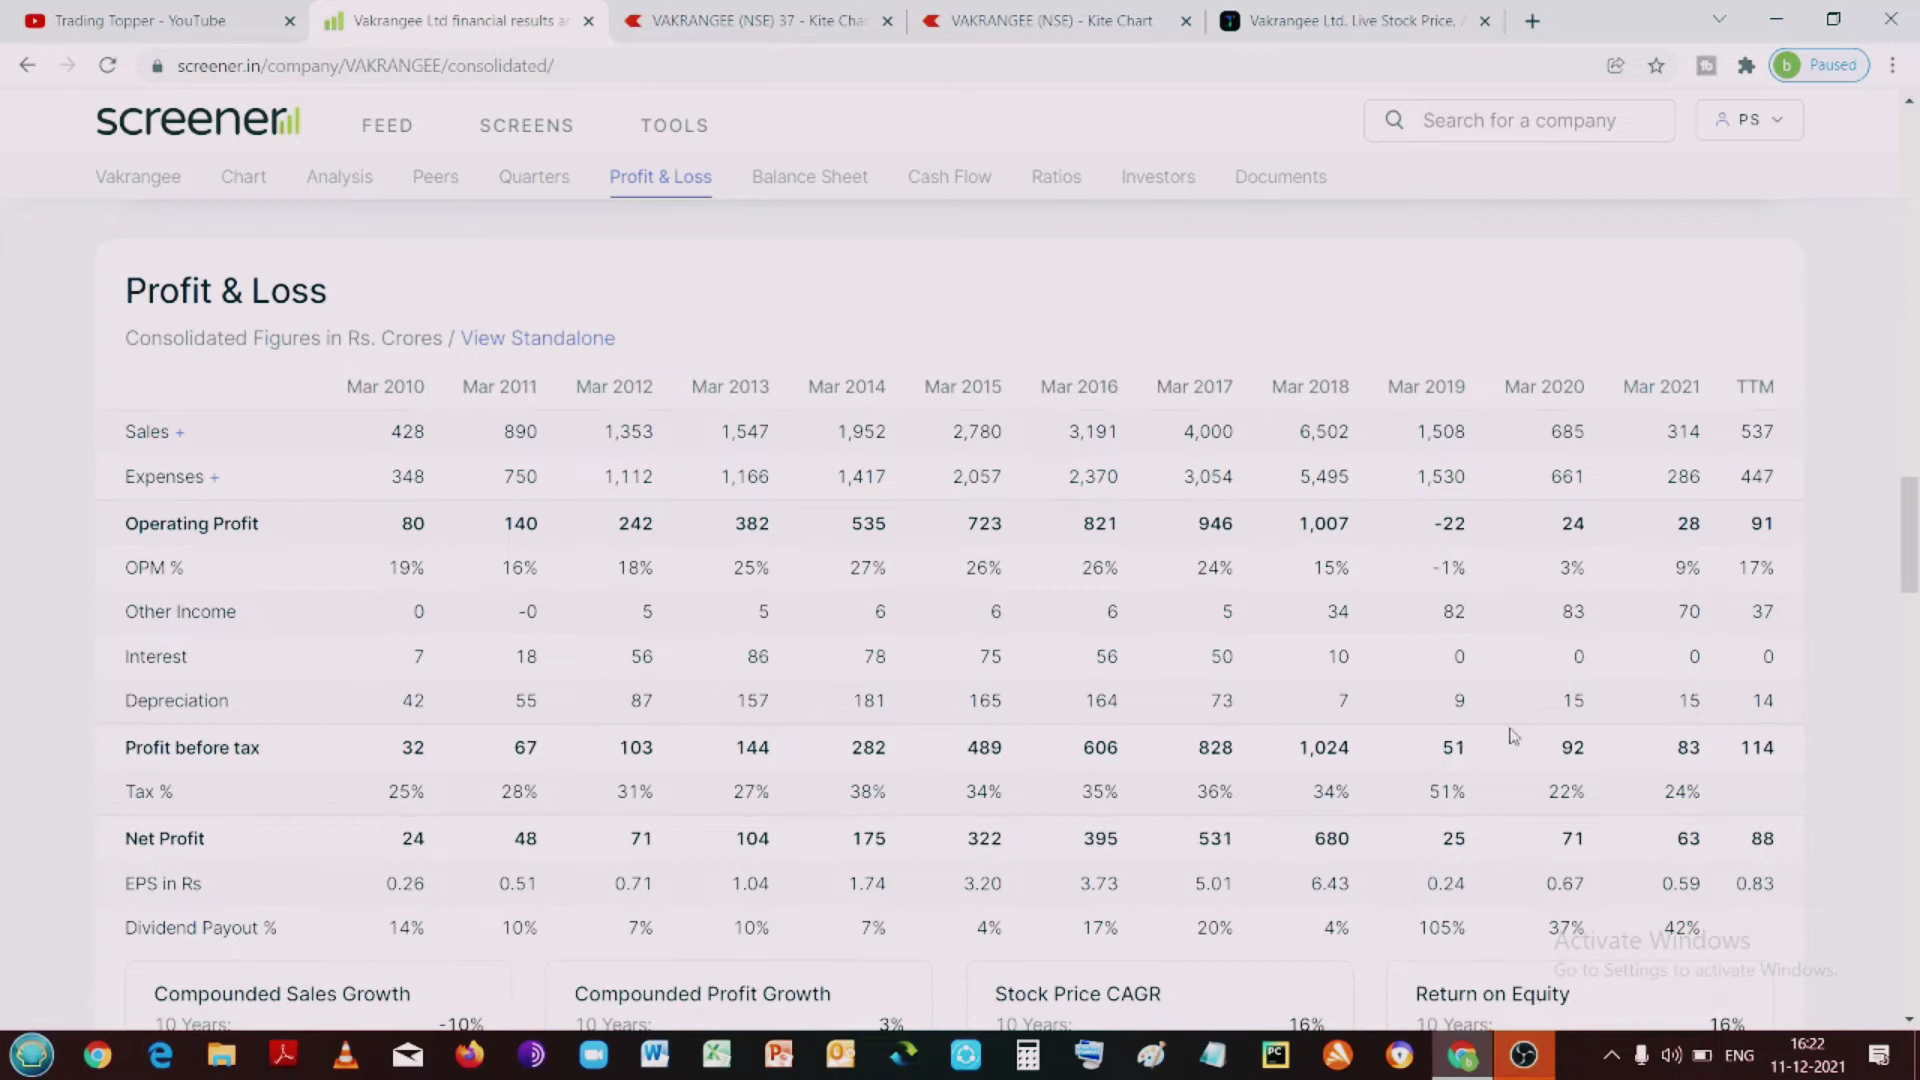 Trading Topper - YouTube
Vakrangee Ltd financial results a
VAKRANGEE (NSE) 37 - Kite Cha
VAKRANGEE (NSE) - Kite Chart
Vakrangee Ltd. Live Stock Price,
screener.in/company/VAKRANGEE/consolidated/
b Paused
screener FEED SCREENS TOOLS Search for a company PS
Vakrangee Chart Analysis Peers Quarters Profit & Loss Balance Sheet Cash Flow Ratios Investors Documents
Profit & Loss
Consolidated Figures in Rs. Crores / View Standalone
Mar 2010 Mar 2011 Mar 2012 Mar 2013 Mar 2014 Mar 2015 Mar 2016 Mar 2017 Mar 2018 Mar 2019 Mar 2020 Mar 2021 TTM
Sales + 428 890 1,353 1,547 1,952 2,780 3,191 4,000 6,502 1,508 685 314 537
Expenses + 348 750 1,112 1,166 1,417 2,057 2,370 3,054 5,495 1,530 661 286 447
Operating Profit 80 140 242 382 535 723 821 946 1,007 -22 24 28 91
OPM % 19% 16% 18% 25% 27% 26% 26% 24% 15% -1% 3% 9% 17%
Other Income 0 -0 5 5 6 6 6 5 34 82 83 70 37
Interest 7 18 56 86 78 75 56 50 10 0 0 0 0
Depreciation 42 55 87 157 181 165 164 73 7 9 15 15 14
Profit before tax 32 67 103 144 282 489 606 828 1,024 51 92 83 114
Tax % 25% 28% 31% 27% 38% 34% 35% 36% 34% 51% 22% 24%
Net Profit 24 48 71 104 175 322 395 531 680 25 71 63 88
EPS in Rs 0.26 0.51 0.71 1.04 1.74 3.20 3.73 5.01 6.43 0.24 0.67 0.59 0.83
Dividend Payout % 14% 10% 7% 10% 7% 4% 17% 20% 4% 105% 37% 42%
Activate Windows
Go to Settings to activate Windows.
Compounded Sales Growth Compounded Profit Growth Stock Price CAGR Return on Equity
10 Years: -10% 10 Years: 3% 10 Years: 16% 10 Years: 16%
ENG
16:22
11-12-2021